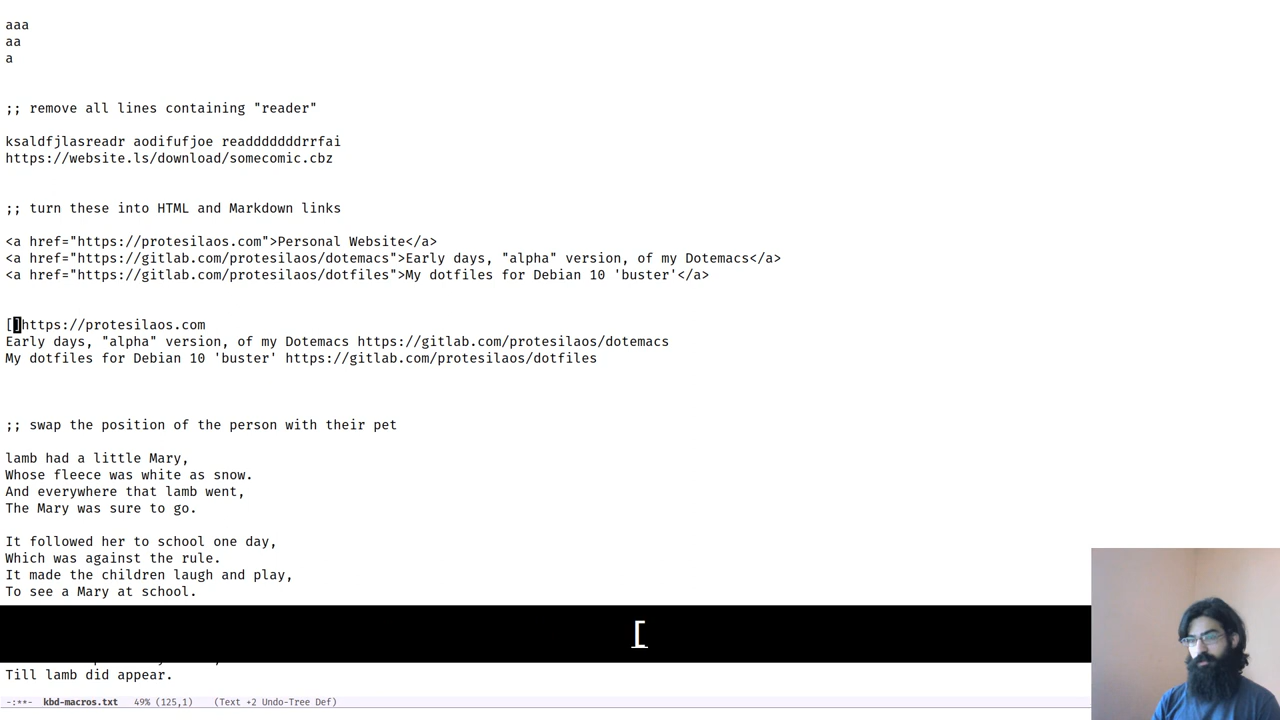 aaa
aa
a
;; remove all lines containing "reader"
ksaldfjlasreadr aodifufjoe readdddddddrrfai
https://website.ls/download/somecomic.cbz
;; turn these into HTML and Markdown links
<a href="https://protesilaos.com">Personal Website</a>
<a href="https://gitlab.com/protesilaos/dotemacs">Early days, "alpha" version, of my Dotemacs</a>
<a href="https://gitlab.com/protesilaos/dotfiles">My dotfiles for Debian 10 'buster'</a>
[]https://protesilaos.com
Early days, "alpha" version, of my Dotemacs https://gitlab.com/protesilaos/dotemacs
My dotfiles for Debian 10 'buster' https://gitlab.com/protesilaos/dotfiles
;; swap the position of the person with their pet
lamb had a little Mary,
Whose fleece was white as snow.
And everywhere that lamb went,
The Mary was sure to go.
It followed her to school one day,
Which was against the rule.
It made the children laugh and play,
To see a Mary at school.
[
Till lamb did appear.
-:**- kbd-macros.txt 49% (125,1) (Text +2 Undo-Tree Def)